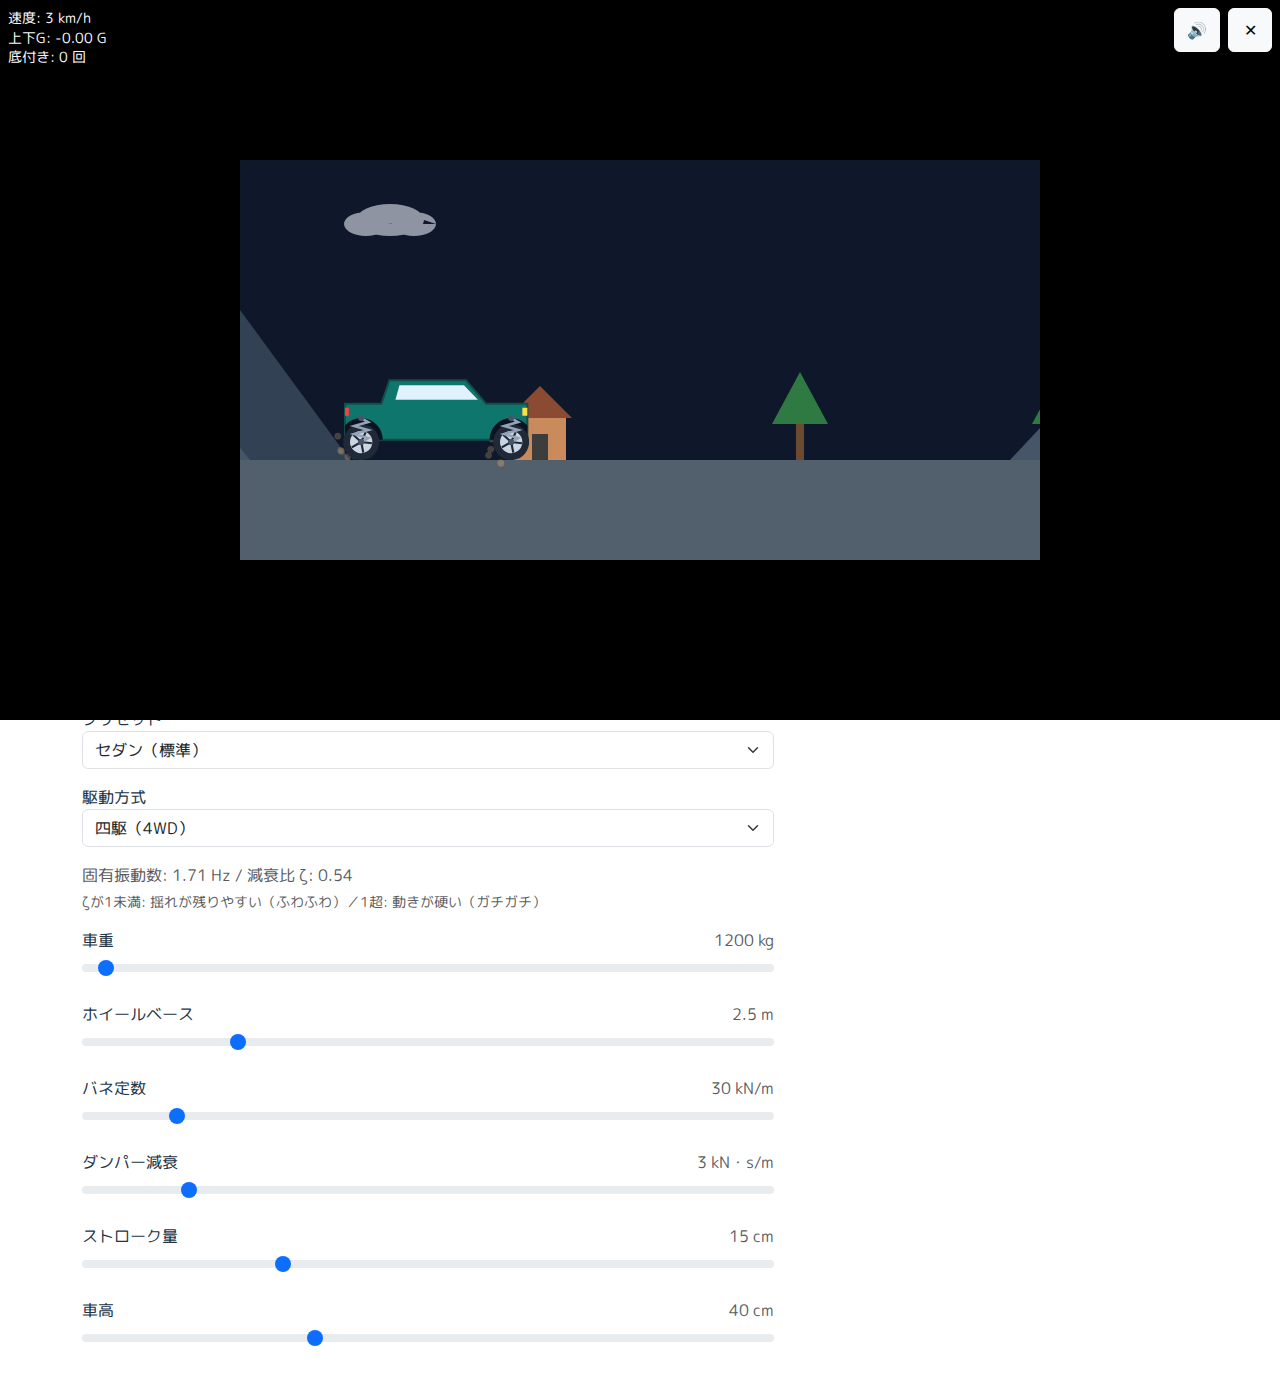 速度: 3 km/h
上下G: -0.00 G
底付き: 0 回
セダン（標準）
駆動方式
四駆（4WD）
固有振動数: 1.71 Hz / 減衰比 ζ: 0.54
ζが1未満: 揺れが残りやすい（ふわふわ）／1超: 動きが硬い（ガチガチ）
車重 1200 kg
ホイールベース 2.5 m
バネ定数 30 kN/m
ダンパー減衰 3 kN・s/m
ストローク量 15 cm
車高 40 cm